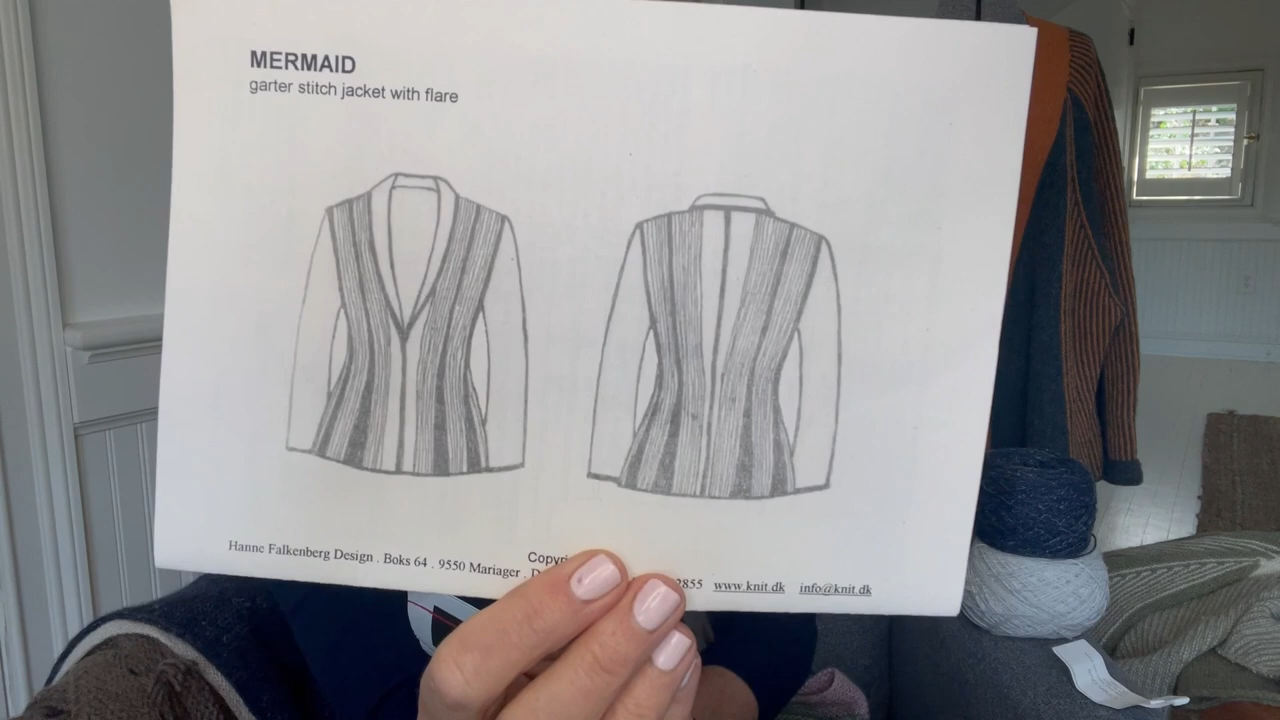 MERMAID
garter stitch jacket with flare
Hanne Falkenberg Design . Boks 64 . 9550 Mariager . 2855 www.knit.dk info@knit.dk